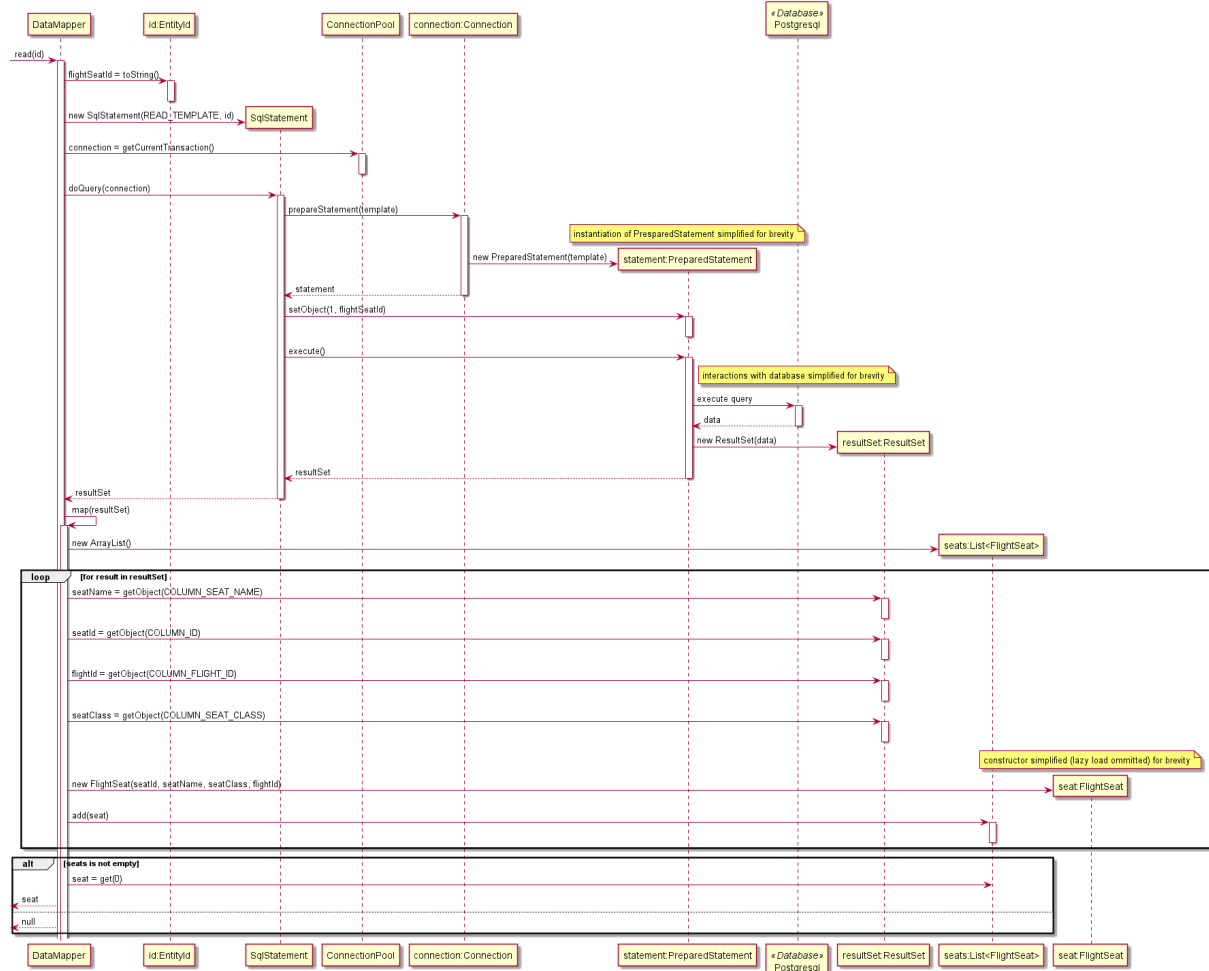 DataMapper
id:EntityId
ConnectionPool
connection:Connection
«Database»
Postgresql
read(id)
flightSeatId = toString()
new SqlStatement(READ_TEMPLATE, id)
SqlStatement
connection = getCurrentTransaction()
doQuery(connection)
prepareStatement(template)
instantiation of PresparedStatement simplified for brevity
new PreparedStatement(template)
statement:PreparedStatement
statement
setObject(1, flightSeatId)
execute()
interactions with database simplified for brevity
execute query
data
new ResultSet(data)
resultSet:ResultSet
resultSet
resultSet
map(resultSet)
new ArrayList()
seats:List<FlightSeat>
loop [for result in resultSet]
seatName = getObject(COLUMN_SEAT_NAME)
seatId = getObject(COLUMN_ID)
flightId = getObject(COLUMN_FLIGHT_ID)
seatClass = getObject(COLUMN_SEAT_CLASS)
constructor simplified (lazy load ommitted) for brevity
new FlightSeat(seatId, seatName, seatClass, flightId)
seat:FlightSeat
add(seat)
alt [seats is not empty]
seat = get(0)
seat
null
DataMapper
id:EntityId
SqlStatement
ConnectionPool
connection:Connection
statement:PreparedStatement
«Database»
Postgresql
resultSet:ResultSet
seats:List<FlightSeat>
seat:FlightSeat